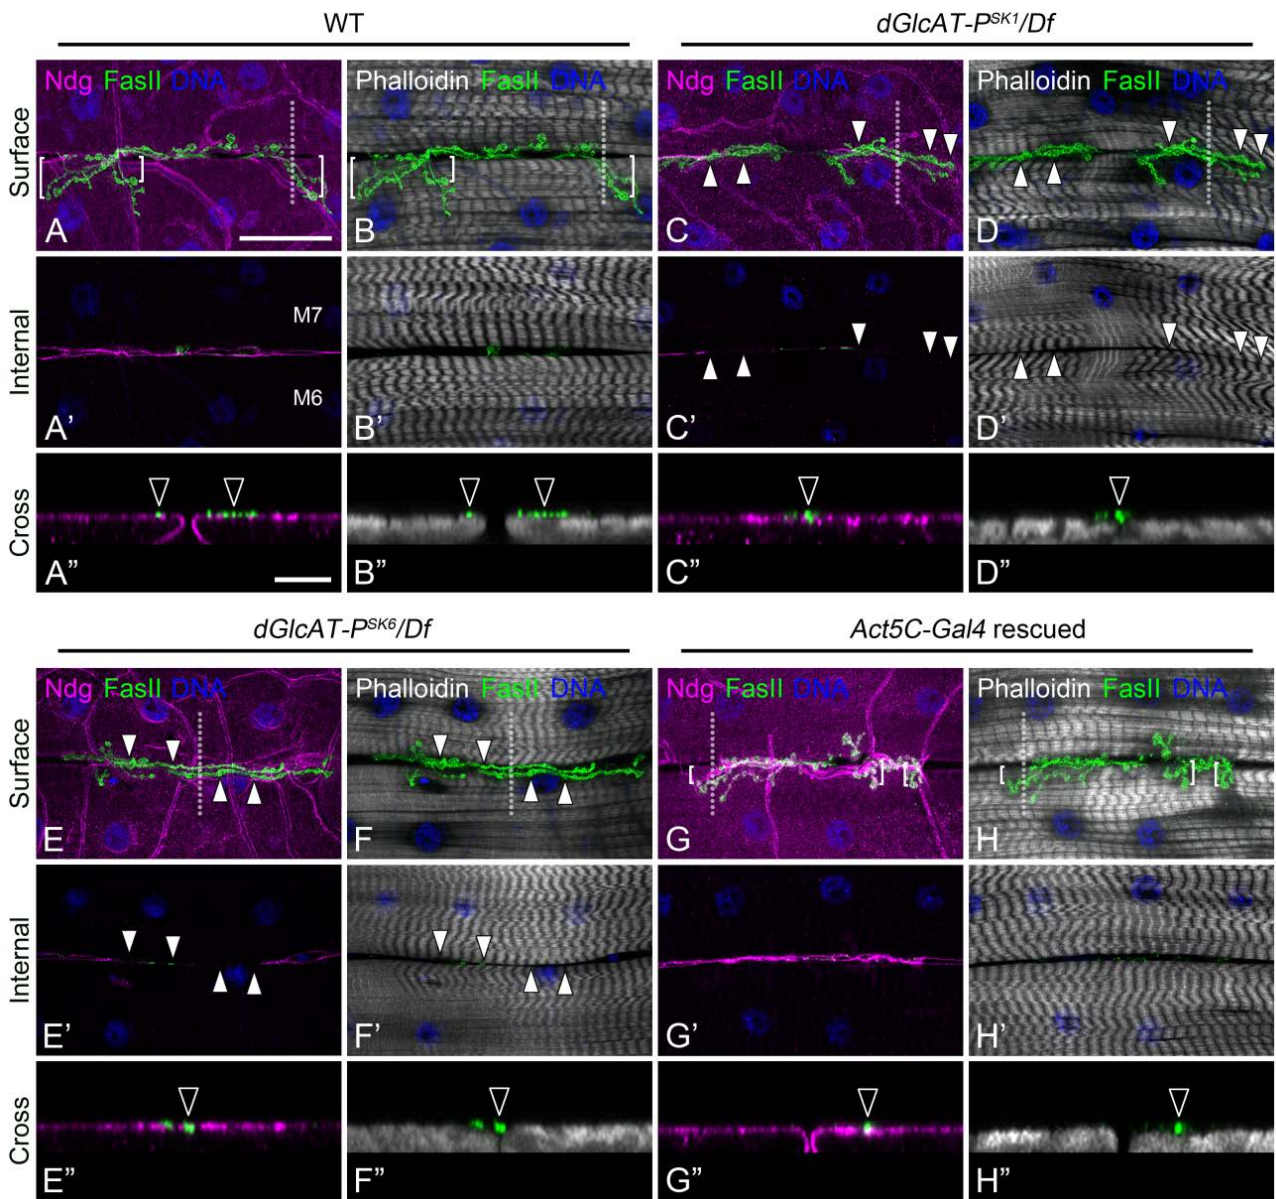 WT
dGlcAT-P^SK1/Df
Ndg FasII DNA
Phalloidin FasII DNA
Ndg FasII DNA
Phalloidin FasII DNA
Surface
A
B
C
D
Internal
M7
M6
A’
B’
C’
D’
Cross
A”
B”
C”
D”
dGlcAT-P^SK6/Df
Act5C-Gal4 rescued
Ndg FasII DNA
Phalloidin FasII DNA
Ndg FasII DNA
Phalloidin FasII DNA
Surface
E
F
G
H
Internal
E’
F’
G’
H’
Cross
E”
F”
G”
H”